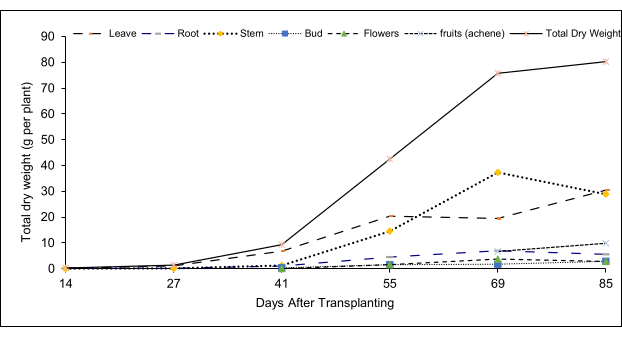 Leave Root Stem Bud Flowers fruits (achene) Total Dry Weight
90
80
70
60
50
40
30
20
10
0
Total dry weight (g per plant)
14 27 41 55 69 85
Days After Transplanting